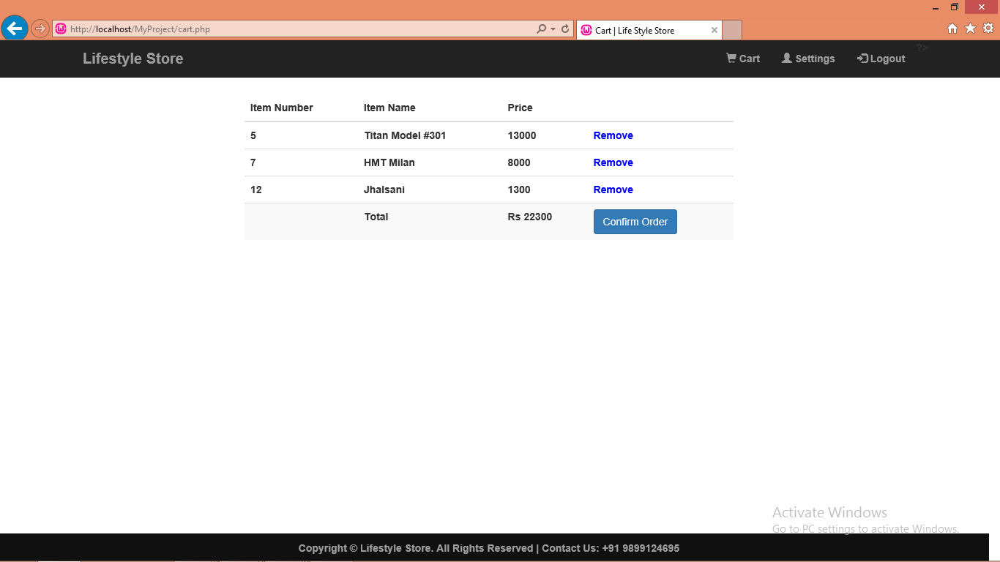 http://localhost/MyProject/cart.php
Cart | Life Style Store
Lifestyle Store
Cart Settings Logout ?>
Item Number Item Name Price
5 Titan Model #301 13000 Remove
7 HMT Milan 8000 Remove
12 Jhalsani 1300 Remove
Total Rs 22300 Confirm Order
Activate Windows
Go to PC settings to activate Windows.
Copyright © Lifestyle Store. All Rights Reserved | Contact Us: +91 9899124695